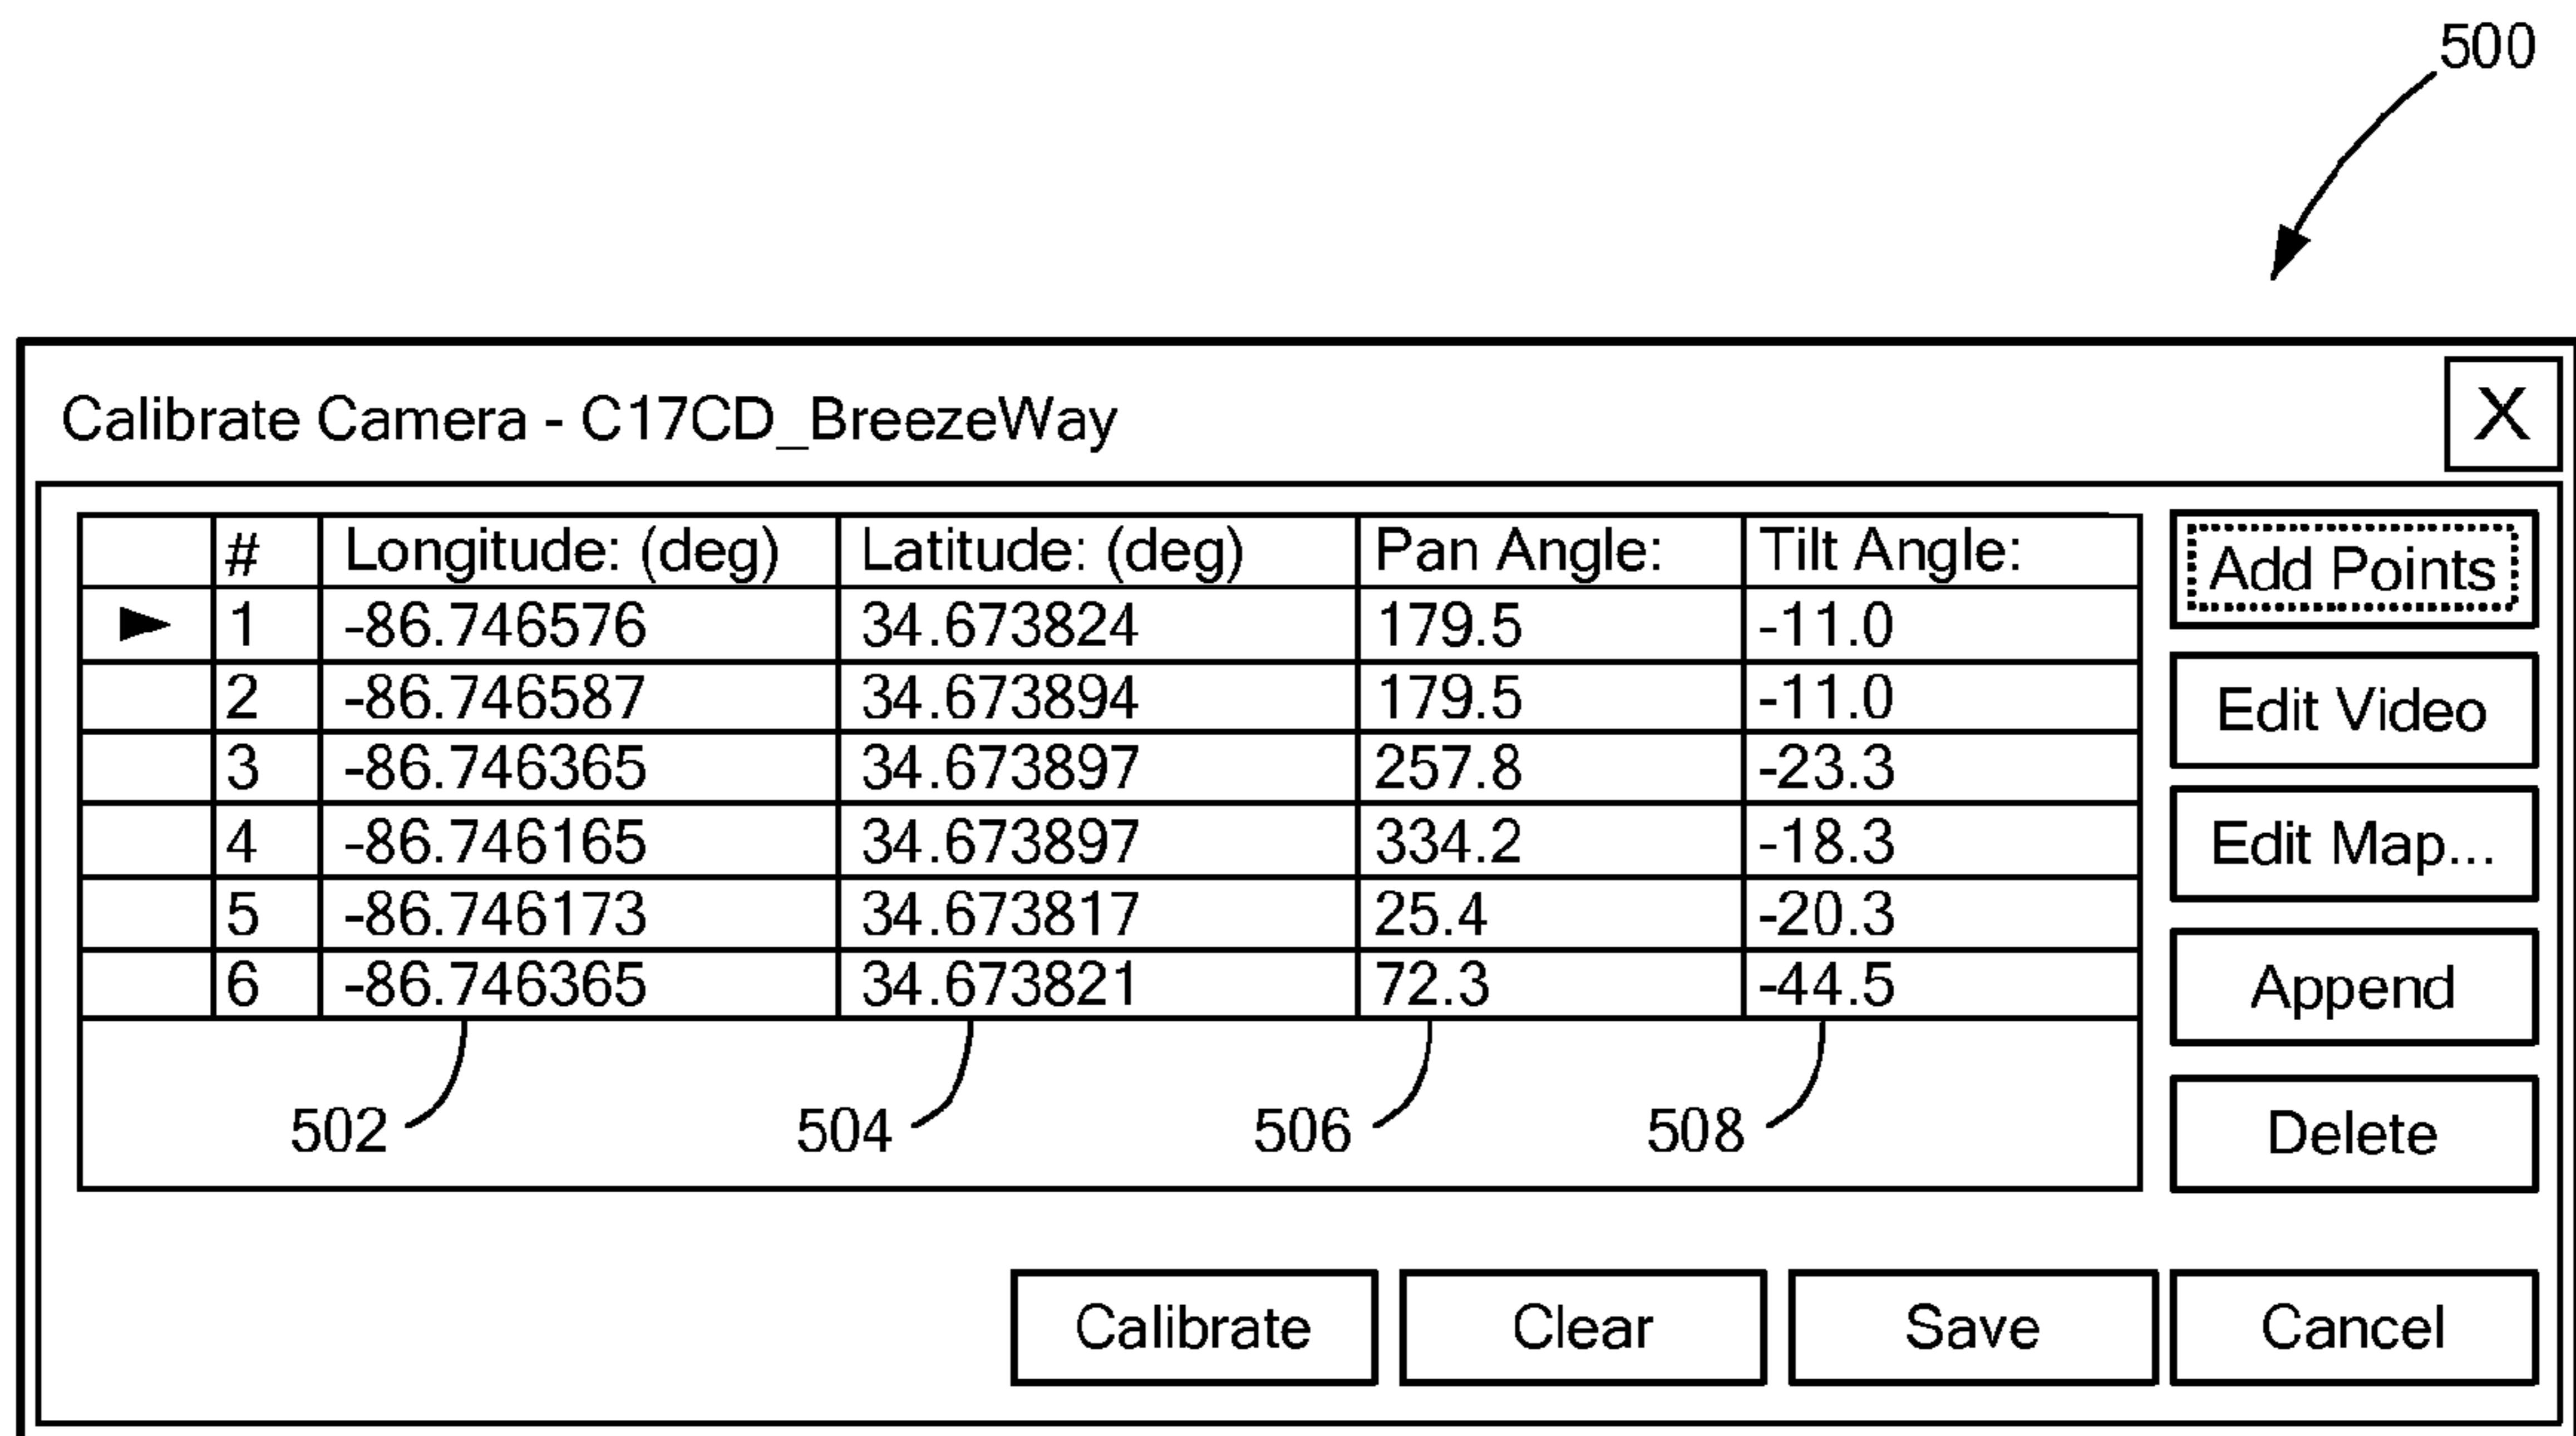 500
Calibrate Camera - C17CD_BreezeWay X
# Longitude: (deg) Latitude: (deg) Pan Angle: Tilt Angle:
1 -86.746576 34.673824 179.5 -11.0
2 -86.746587 34.673894 179.5 -11.0
3 -86.746365 34.673897 257.8 -23.3
4 -86.746165 34.673897 334.2 -18.3
5 -86.746173 34.673817 25.4 -20.3
6 -86.746365 34.673821 72.3 -44.5
502 504 506 508
Add Points
Edit Video
Edit Map...
Append
Delete
Calibrate Clear Save Cancel